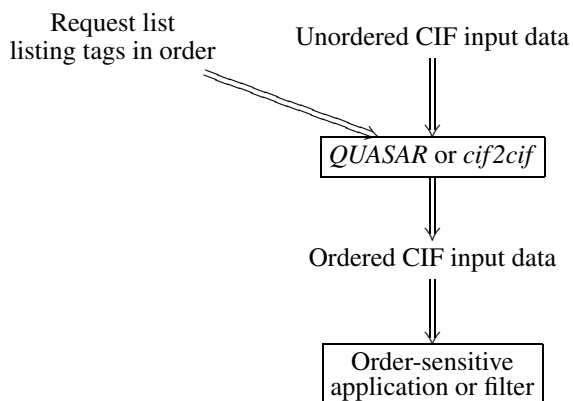 Request list
listing tags in order
Unordered CIF input data
QUASAR or cif2cif
Ordered CIF input data
Order-sensitive
application or filter